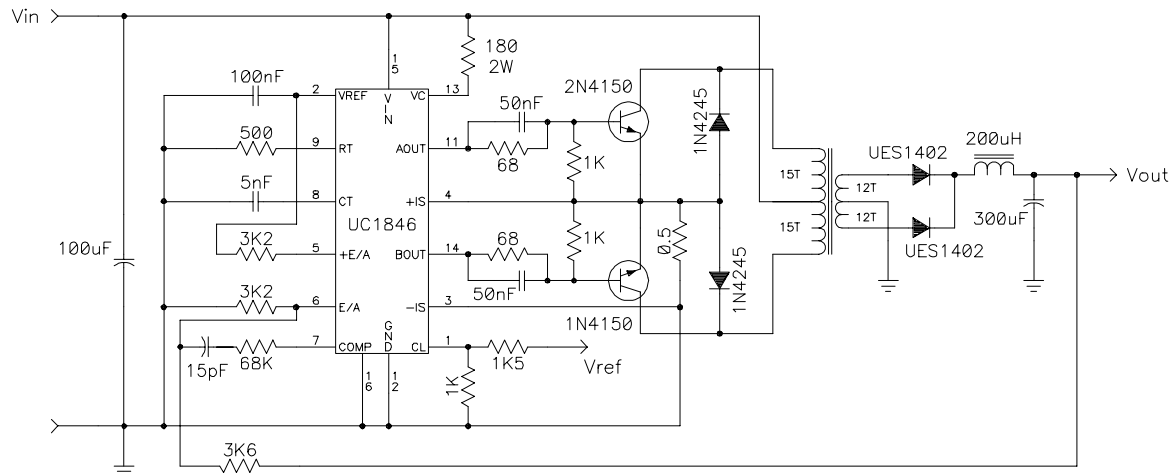 Vin
180
2W
1
5
100nF
2
VREF
VIN
VC
13
2N4150
50nF
1N4245
500
9
RT
AOUT
11
68
1K
200uH
UES1402
15T
12T
Vout
5nF
8
CT
+IS
4
UC1846
300uF
100uF
3K2
5
+E/A
BOUT
14
68
1K
0.5
15T
12T
UES1402
3K2
6
E/A
-IS
3
50nF
1N4150
1N4245
GND
7
COMP
CL
1
15pF
68K
1K5
Vref
1
6
1
2
1K
3K6